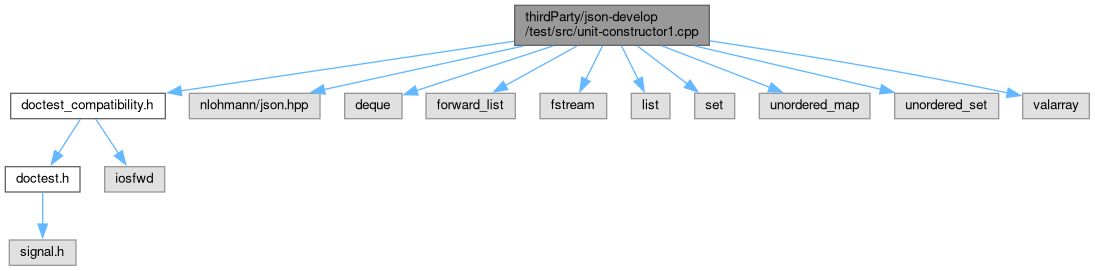 thirdParty/json-develop
/test/src/unit-constructor1.cpp
doctest_compatibility.h
nlohmann/json.hpp
deque
forward_list
fstream
list
set
unordered_map
unordered_set
valarray
doctest.h
iosfwd
signal.h